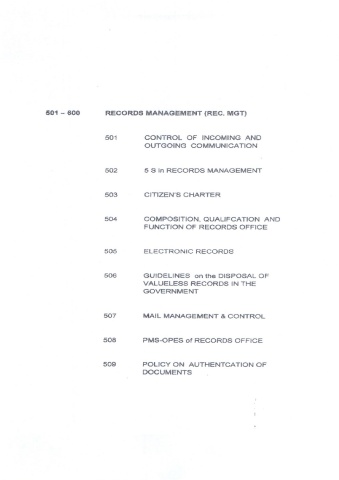 501 – 600 RECORDS MANAGEMENT (REC. MGT)
501 CONTROL OF INCOMING AND
OUTGOING COMMUNICATION
502 5 S in RECORDS MANAGEMENT
503 CITIZEN'S CHARTER
504 COMPOSITION, QUALIFCATION AND
FUNCTION OF RECORDS OFFICE
505 ELECTRONIC RECORDS
506 GUIDELINES on the DISPOSAL OF
VALUELESS RECORDS IN THE
GOVERNMENT
507 MAIL MANAGEMENT & CONTROL
508 PMS-OPES of RECORDS OFFICE
509 POLICY ON AUTHENTCATION OF
DOCUMENTS